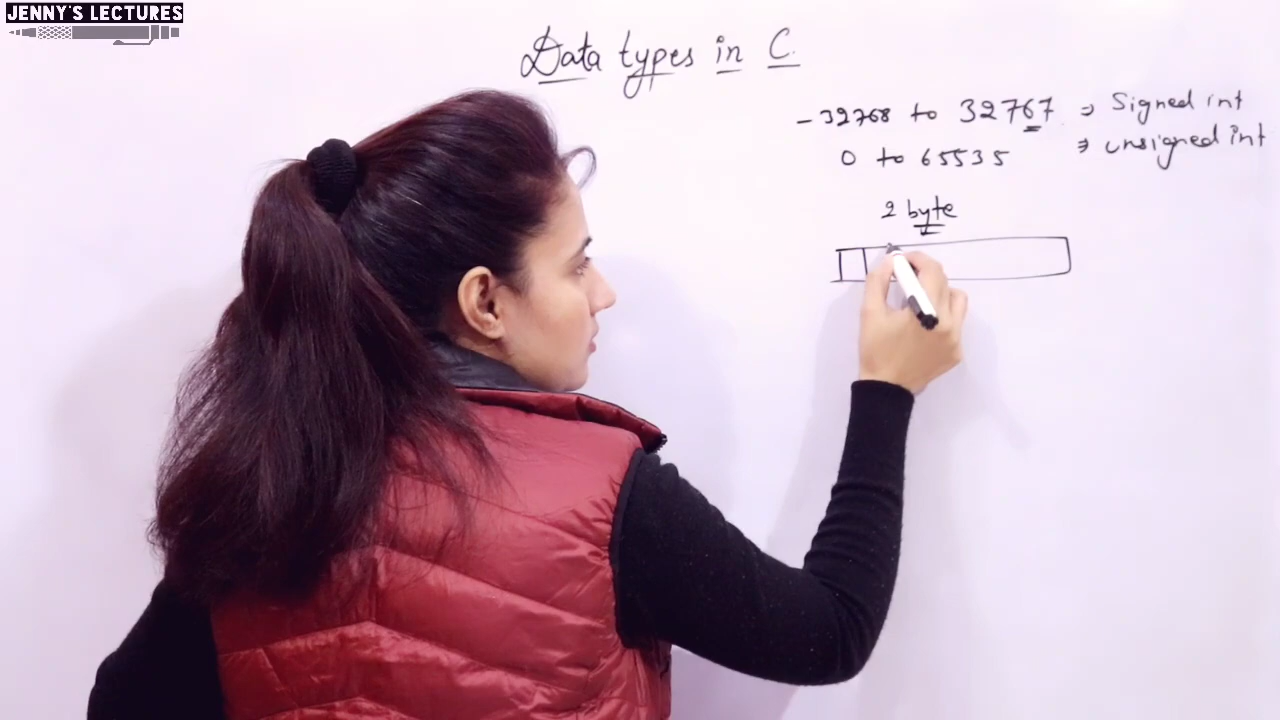 JENNY'S LECTURES
Data types in C.
-32768 to 32767 → Signed int
0 to 65535 → unsigned int
2 byte